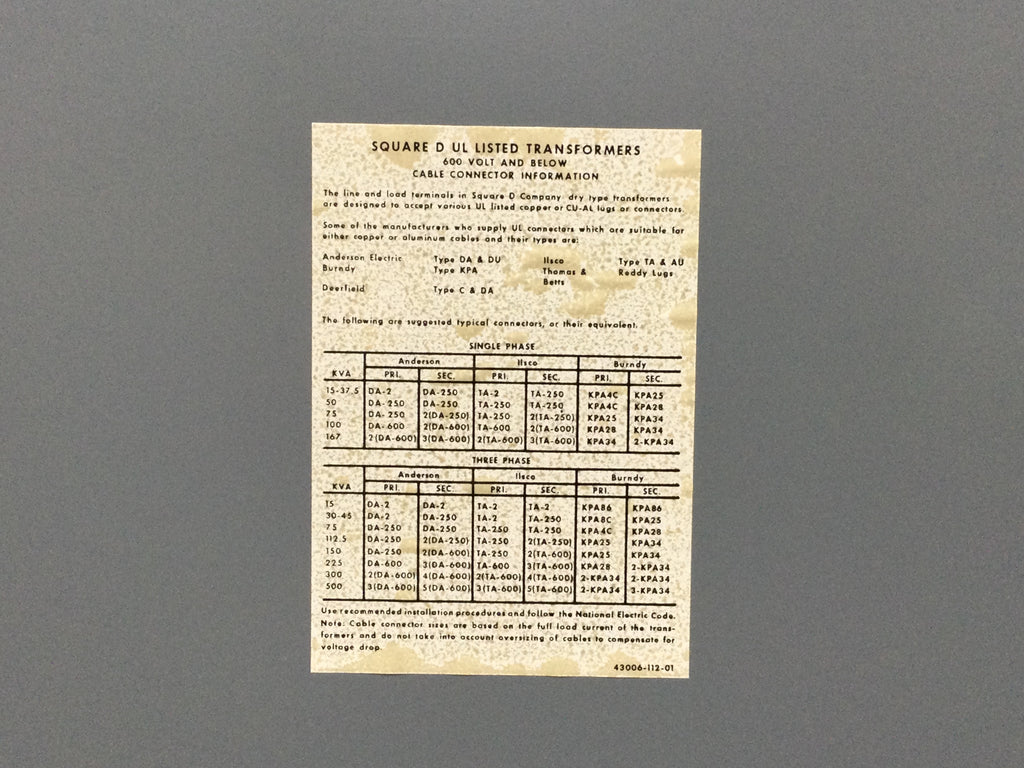 SQUARE D UL LISTED TRANSFORMERS
600 VOLT AND BELOW
CABLE CONNECTOR INFORMATION
The line and load terminals in Square D Company dry type transformers
are designed to accept various UL listed copper or CU-AL lugs or connectors.
Some of the manufacturers who supply UL connectors which are suitable for
either copper or aluminum cables and their types are:
Anderson Electric Type DA & DU Ilsco Type TA & AU
Burndy Type KPA Thomas & Reddy Lugs
Betts
Deerfield Type C & DA
The following are suggested typical connectors, or their equivalent.
SINGLE PHASE
Anderson Ilsco Burndy
KVA PRI. SEC. PRI. SEC. PRI. SEC.
15-37.5 DA-2 DA-250 TA-2 TA-250 KPA4C KPA25
50 DA-250 DA-250 TA-250 TA-250 KPA4C KPA28
75 DA-250 2(DA-250) TA-250 2(TA-250) KPA25 KPA34
100 DA-600 2(DA-600) TA-600 2(TA-600) KPA28 KPA34
167 2(DA-600) 3(DA-600) 2(TA-600) 3(TA-600) KPA34 2-KPA34
THREE PHASE
Anderson Ilsco Burndy
KVA PRI. SEC. PRI. SEC. PRI. SEC.
15 DA-2 DA-2 TA-2 TA-2 KPA86 KPA86
30-45 DA-2 DA-250 TA-2 TA-250 KPA8C KPA25
75 DA-250 DA-250 TA-250 TA-250 KPA4C KPA28
112.5 DA-250 2(DA-250) TA-250 2(TA-250) KPA25 KPA34
150 DA-250 2(DA-600) TA-250 2(TA-600) KPA25 KPA34
225 DA-600 3(DA-600) TA-600 3(TA-600) KPA28 2-KPA34
300 2(DA-600) 4(DA-600) 2(TA-600) 4(TA-600) 2-KPA34 2-KPA34
500 3(DA-600) 5(DA-600) 3(TA-600) 5(TA-600) 2-KPA34 3-KPA34
Use recommended installation procedures and follow the National Electric Code.
Note: Cable connector sizes are based on the full load current of the trans-
formers and do not take into account oversizing of cables to compensate for
voltage drop.
43006-112-01